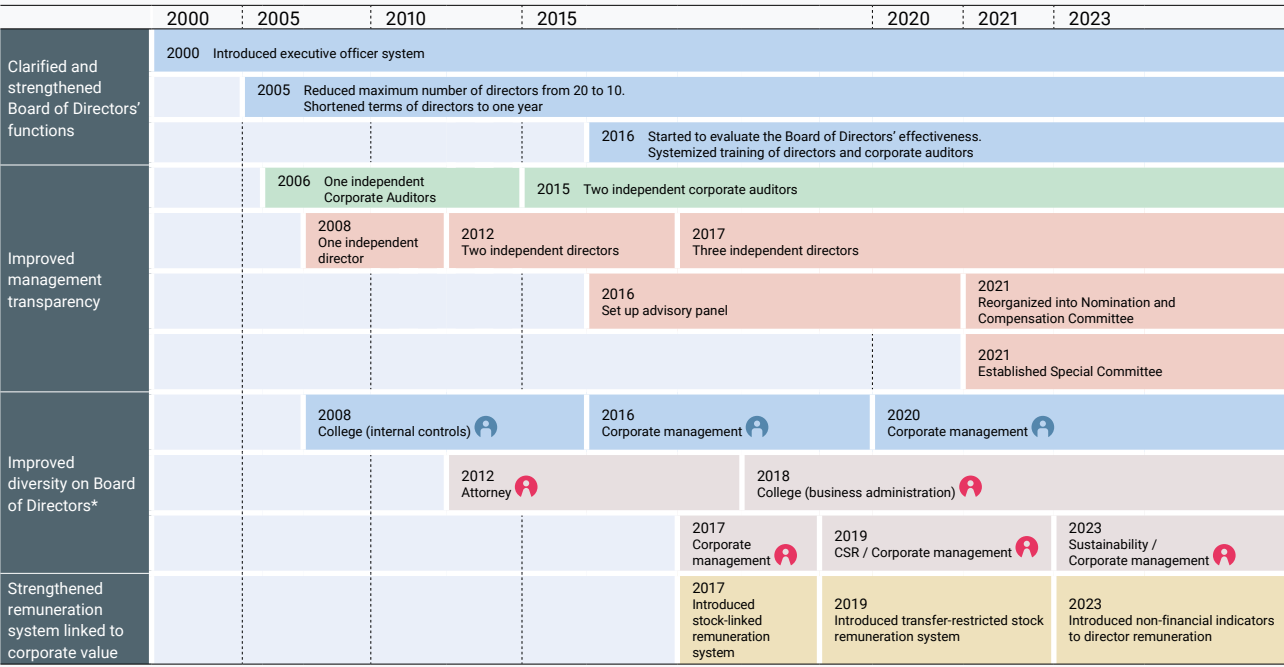 2000 2005 2010 2015 2020 2021 2023
Clarified and
strengthened
Board of Directors’
functions
2000 Introduced executive officer system
2005 Reduced maximum number of directors from 20 to 10.
Shortened terms of directors to one year
2016 Started to evaluate the Board of Directors’ effectiveness.
Systemized training of directors and corporate auditors
Improved
management
transparency
2006 One independent
Corporate Auditors
2015 Two independent corporate auditors
2008
One independent
director
2012
Two independent directors
2017
Three independent directors
2016
Set up advisory panel
2021
Reorganized into Nomination and
Compensation Committee
2021
Established Special Committee
Improved
diversity on Board
of Directors*
2008
College (internal controls)
2016
Corporate management
2020
Corporate management
2012
Attorney
2018
College (business administration)
2017
Corporate
management
2019
CSR / Corporate management
2023
Sustainability /
Corporate management
Strengthened
remuneration
system linked to
corporate value
2017
Introduced
stock-linked
remuneration
system
2019
Introduced transfer-restricted stock
remuneration system
2023
Introduced non-financial indicators
to director remuneration